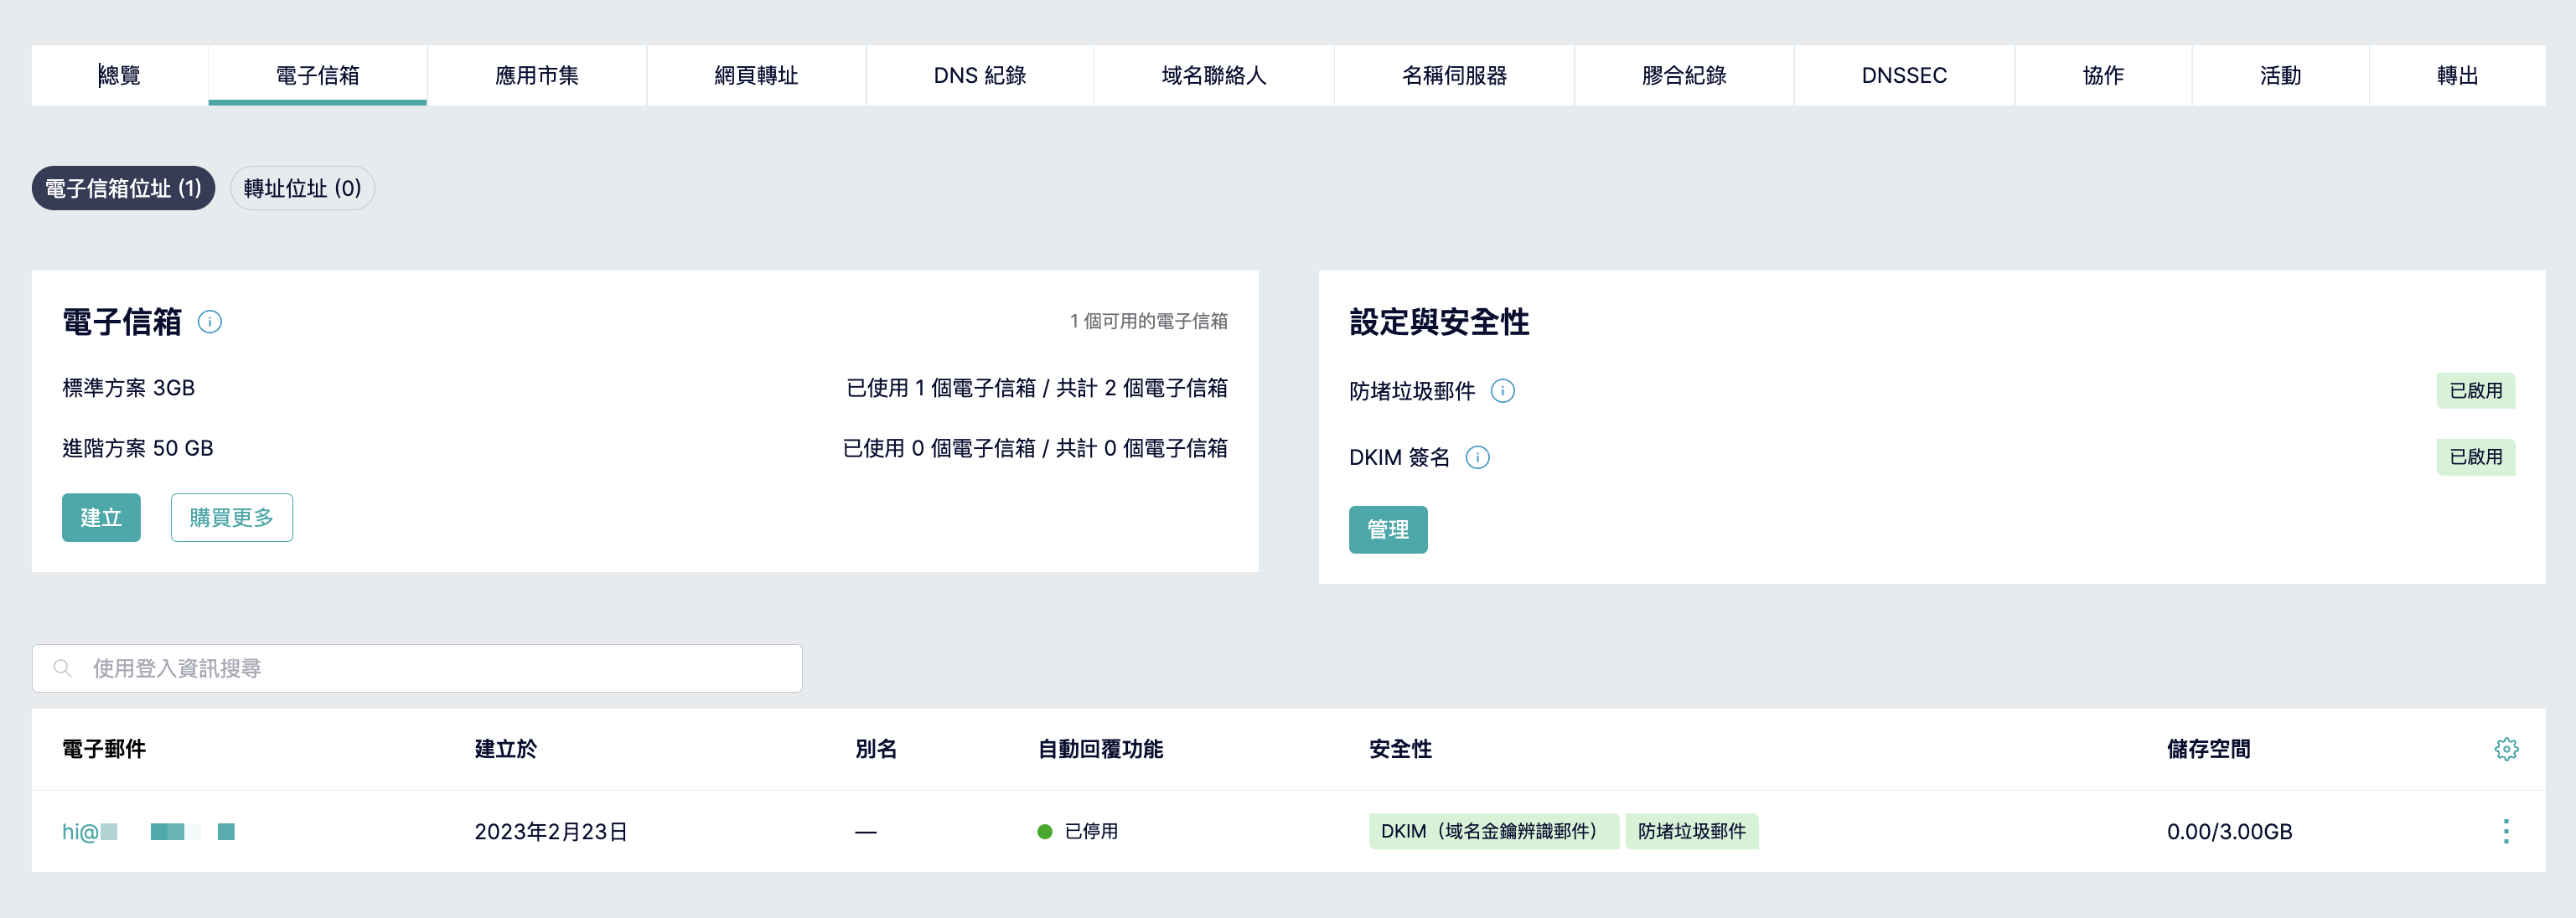 總覽 電子信箱 應用市集 網頁轉址 DNS 紀錄 域名聯絡人 名稱伺服器 膠合紀錄 DNSSEC 協作 活動 轉出
電子信箱位址 (1) 轉址位址 (0)
電子信箱 1 個可用的電子信箱
標準方案 3GB 已使用 1 個電子信箱 / 共計 2 個電子信箱
進階方案 50 GB 已使用 0 個電子信箱 / 共計 0 個電子信箱
建立 購買更多
設定與安全性
防堵垃圾郵件 已啟用
DKIM 簽名 已啟用
管理
使用登入資訊搜尋
電子郵件 建立於 別名 自動回覆功能 安全性 儲存空間
hi@ 2023年2月23日 — 已停用 DKIM（域名金鑰辨識郵件） 防堵垃圾郵件 0.00/3.00GB